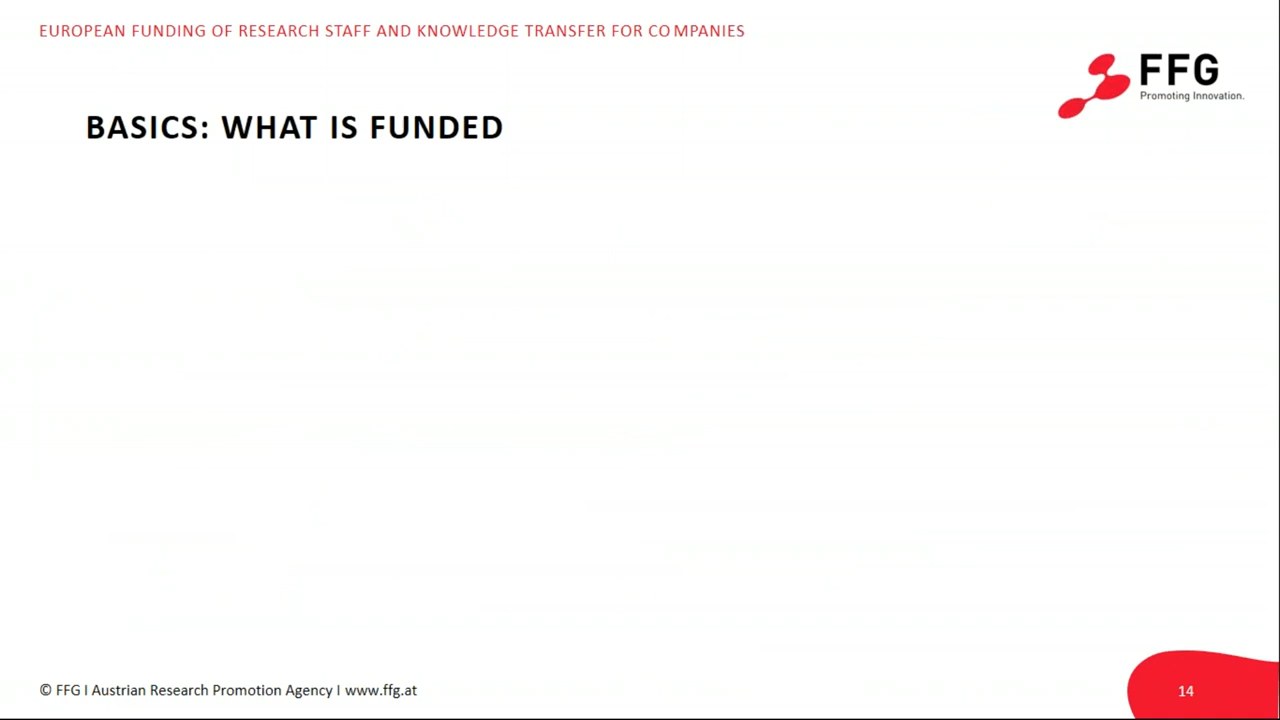 EUROPEAN FUNDING OF RESEARCH STAFF AND KNOWLEDGE TRANSFER FOR COMPANIES
FFG
Promoting Innovation.
BASICS: WHAT IS FUNDED
© FFG I Austrian Research Promotion Agency I www.ffg.at
14